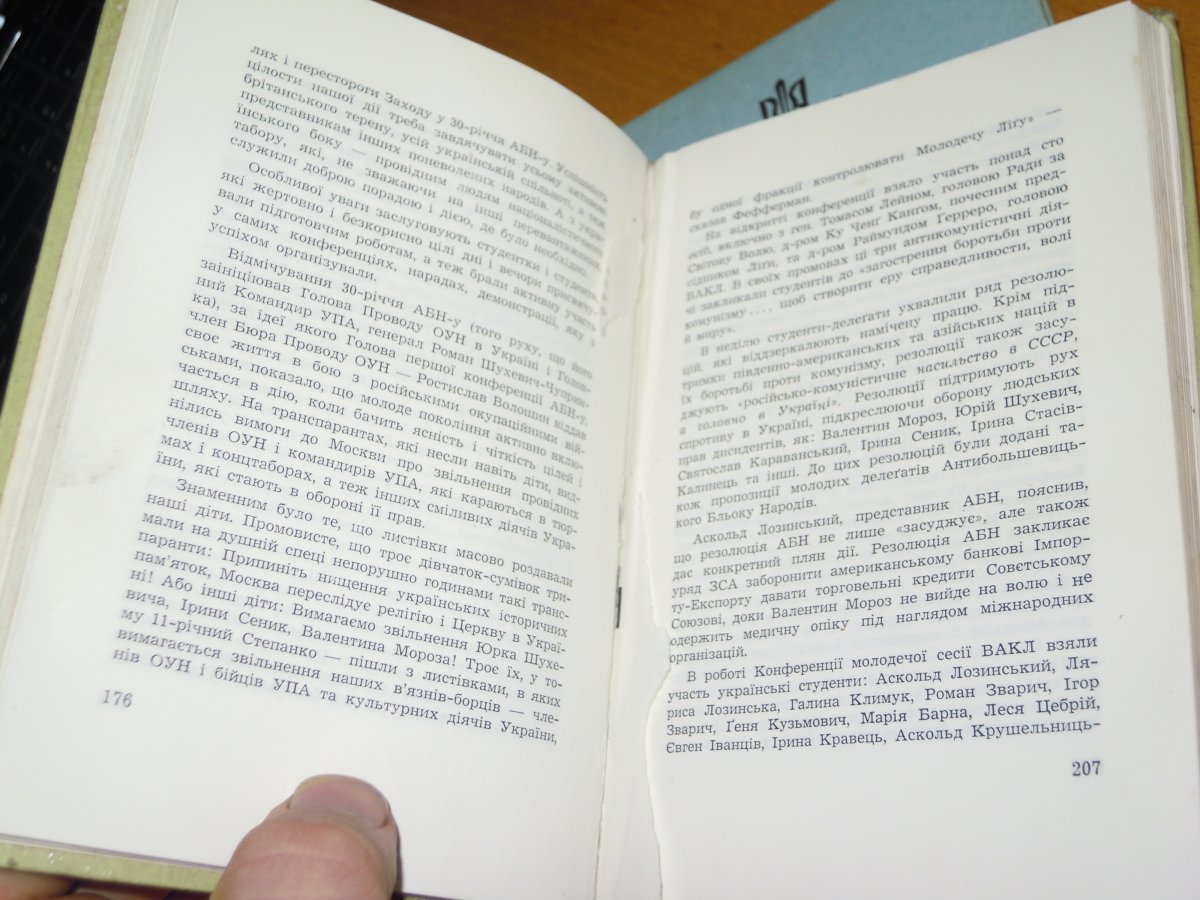 лях і перестороги Заходу у 30-річчя АБН-у. Успішність
цілости нашої дії треба завдячувати усьому активові
брітанського терену, усій українській спільноті, а теж
представникам інших поневолених народів. А з укра-
їнського боку — провідним людям націоналістичного
табору, які, не зважаючи на інші перевантаження,
служили доброю порадою і дією, де було необхідно.
Особливої уваги заслуговують студентки і студенти,
які жертовно і безкорисно цілі дні і вечори присвячу-
вали підготовчим роботам, а теж брали активну участь
у самих конференціях, нарадах, демонстрації, яку з
успіхом організували.
Відмічування 30-річчя АБН-у (того руху, що його
заініціював Голова Проводу ОУН в Україні і Голов-
ний Командир УПА, генерал Роман Шухевич-Чуприн-
ка), за ідеї якого Голова першої конференції АБН-у,
член Бюра Проводу ОУН — Ростислав Волошин віддав
своє життя в бою з російськими окупаційними вій-
ськами, показало, що молоде покоління активно вклю-
чається в дію, коли бачить ясність і чіткість цілей і
шляху. На транспарантах, які несли навіть діти, вид-
нілись вимоги до Москви про звільнення провідних
членів ОУН і командирів УПА, які караються в тюр-
мах і концтаборах, а теж інших сміливих діячів Укра-
їни, які стають в обороні її прав.
Знаменним було те, що листівки масово роздавали
наші діти. Промовисте, що троє дівчаток-сумівок три-
мали на душній спеці непорушно годинами такі транс-
паранти: Припиніть нищення українських історичних
пам'яток, Москва переслідує релігію і Церкву в Украї-
ні! Або інші діти: Вимагаємо звільнення Юрка Шухе-
вича, Ірини Сеник, Валентина Мороза! Троє їх, у то-
му 11-річний Степанко — пішли з листівками, в яких
вимагається звільнення наших в'язнів-борців — чле-
нів ОУН і бійців УПА та культурних діячів України,
176
бу одної фракції контролювати Молодечу Ліґу» —
сказав Фефферман.
На відкритті конференції взяло участь понад сто
осіб, включно з ген. Томасом Лейном, головою Ради за
Світову Волю, д-ром Ку Ченґ Канґом, почесним пред-
сідником Ліґи, та д-ром Раймундом Ґерреро, головою
ВАКЛ. В своїх промовах ці три антикомуністичні дія-
чі закликали студентів до «загострення боротьби проти
комунізму..., щоб створити еру справедливости, волі
й миру».
В неділю студенти-делеґати ухвалили ряд резолю-
цій, які віддзеркалюють намічену працю. Крім під-
тримки південно-американських та азійських націй в
їх боротьбі проти комунізму, резолюції також засу-
джують «російсько-комуністичне насильство в СССР,
а головно в Україні». Резолюції підтримують рух
спротиву в Україні, підкреслюючи оборону людських
прав дисидентів, як: Валентин Мороз, Юрій Шухевич,
Святослав Караванський, Ірина Сеник, Ірина Стасів-
Калинець та інші. До цих резолюцій були додані та-
кож пропозиції молодих делеґатів Антибольшевиць-
кого Бльоку Народів.
Аскольд Лозинський, представник АБН, пояснив,
що резолюція АБН не лише «засуджує», але також
дає конкретний плян дії. Резолюція АБН закликає
уряд ЗСА заборонити американському банкові Імпор-
ту-Експорту давати торговельні кредити Совєтському
Союзові, доки Валентин Мороз не вийде на волю і не
одержить медичну опіку під наглядом міжнародних
організацій.
В роботі Конференції молодечої сесії ВАКЛ взяли
участь українські студенти: Аскольд Лозинський, Ля-
риса Лозинська, Галина Климук, Роман Зварич, Ігор
Зварич, Ґеня Кузьмович, Марія Барна, Леся Цебрій,
Євген Іванців, Ірина Кравець, Аскольд Крушельниць-
207